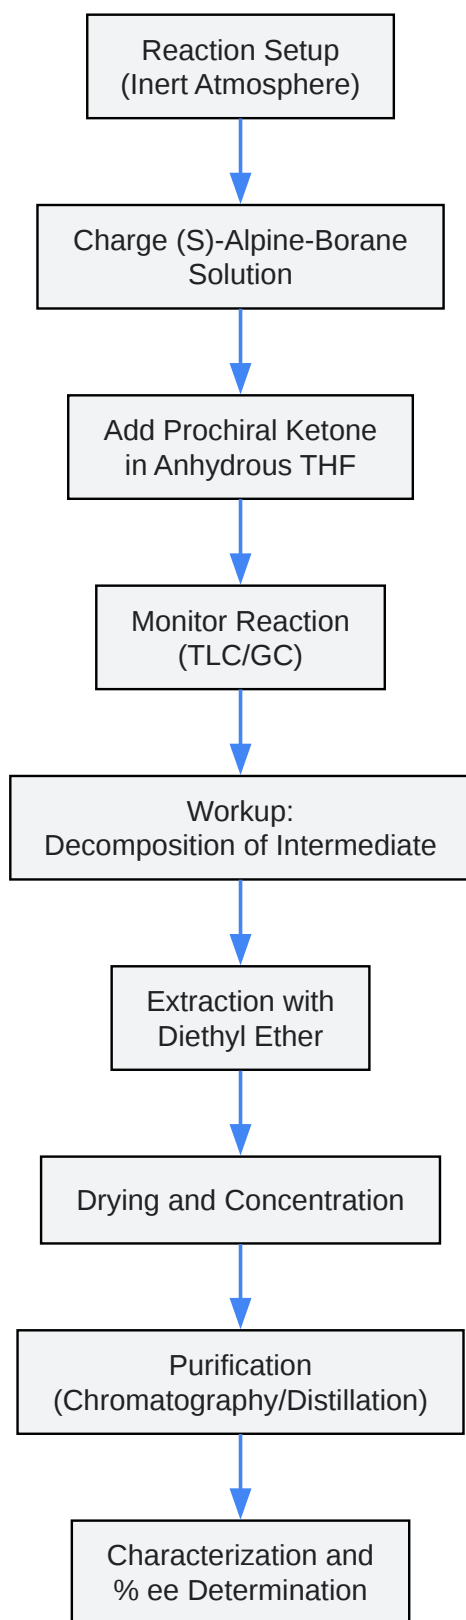 Reaction Setup
(Inert Atmosphere)
Charge (S)-Alpine-Borane
Solution
Add Prochiral Ketone
in Anhydrous THF
Monitor Reaction
(TLC/GC)
Workup:
Decomposition of Intermediate
Extraction with
Diethyl Ether
Drying and Concentration
Purification
(Chromatography/Distillation)
Characterization and
% ee Determination